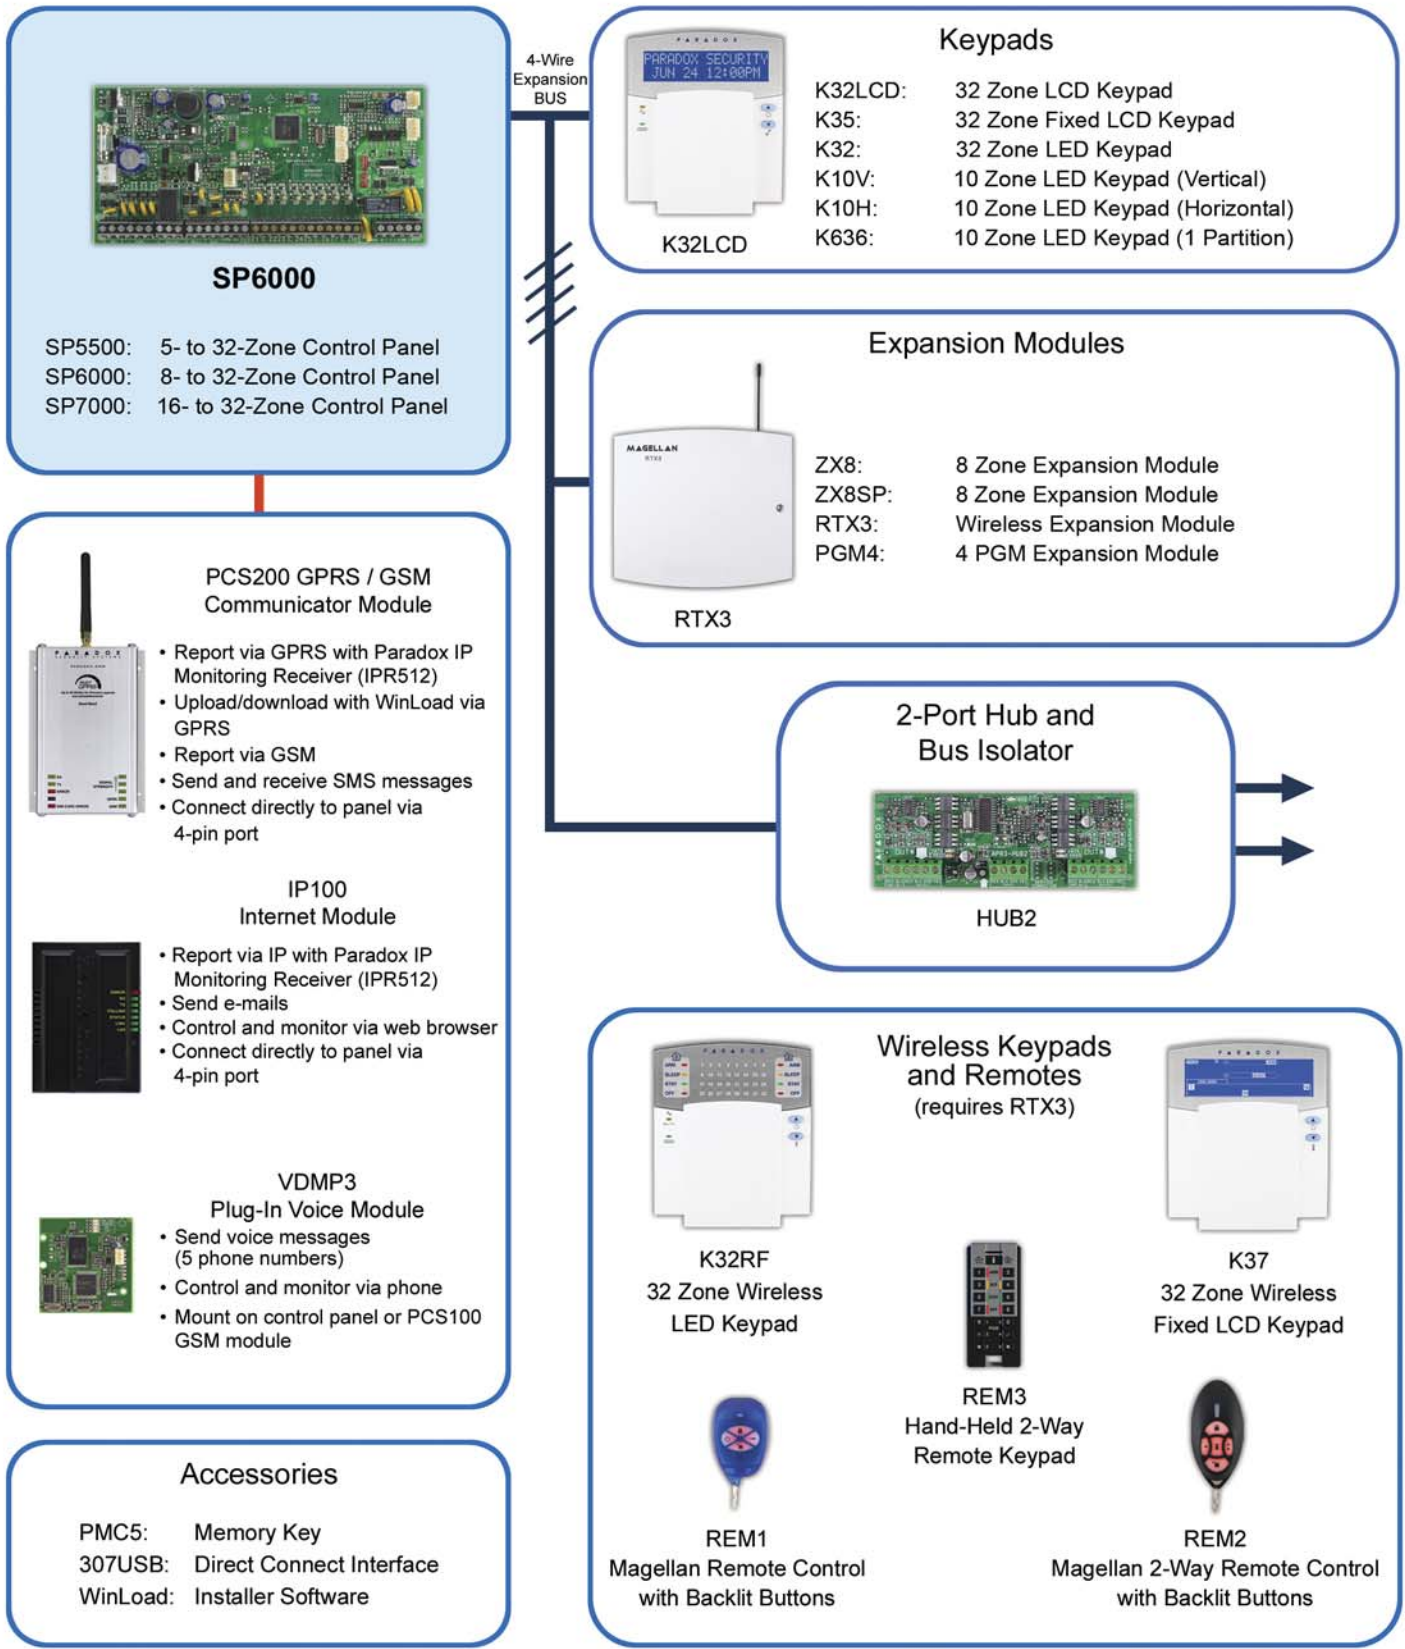 SP6000
SP5500: 5- to 32-Zone Control Panel
SP6000: 8- to 32-Zone Control Panel
SP7000: 16- to 32-Zone Control Panel
4-Wire
Expansion
BUS
PARADOX
PARADOX SECURITY
JUN 24 12:00PM
K32LCD
Keypads
K32LCD: 32 Zone LCD Keypad
K35: 32 Zone Fixed LCD Keypad
K32: 32 Zone LED Keypad
K10V: 10 Zone LED Keypad (Vertical)
K10H: 10 Zone LED Keypad (Horizontal)
K636: 10 Zone LED Keypad (1 Partition)
Expansion Modules
MAGELLAN
RTX3
RTX3
ZX8: 8 Zone Expansion Module
ZX8SP: 8 Zone Expansion Module
RTX3: Wireless Expansion Module
PGM4: 4 PGM Expansion Module
PCS200 GPRS / GSM
Communicator Module
PARADOX
• Report via GPRS with Paradox IP
Monitoring Receiver (IPR512)
• Upload/download with WinLoad via
GPRS
• Report via GSM
• Send and receive SMS messages
• Connect directly to panel via
4-pin port
IP100
Internet Module
• Report via IP with Paradox IP
Monitoring Receiver (IPR512)
• Send e-mails
• Control and monitor via web browser
• Connect directly to panel via
4-pin port
VDMP3
Plug-In Voice Module
• Send voice messages
(5 phone numbers)
• Control and monitor via phone
• Mount on control panel or PCS100
GSM module
2-Port Hub and
Bus Isolator
HUB2
Wireless Keypads
and Remotes
(requires RTX3)
PARADOX
ARM
SLEEP
STAY
OFF
ARM
SLEEP
STAY
OFF
K32RF
32 Zone Wireless
LED Keypad
PARADOX
K37
32 Zone Wireless
Fixed LCD Keypad
REM3
Hand-Held 2-Way
Remote Keypad
REM1
Magellan Remote Control
with Backlit Buttons
REM2
Magellan 2-Way Remote Control
with Backlit Buttons
Accessories
PMC5: Memory Key
307USB: Direct Connect Interface
WinLoad: Installer Software